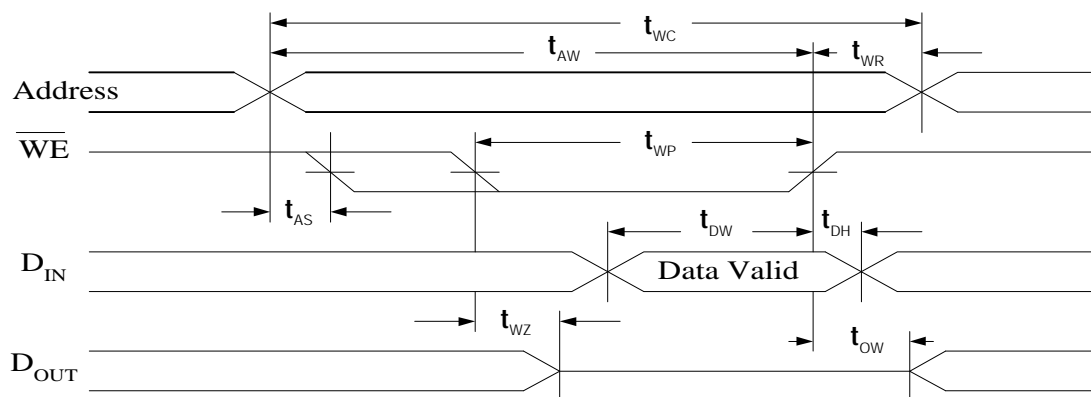 tWC
tAW
tWR
Address
WE
tWP
tAS
tDW
tDH
DIN
Data Valid
tWZ
tOW
DOUT